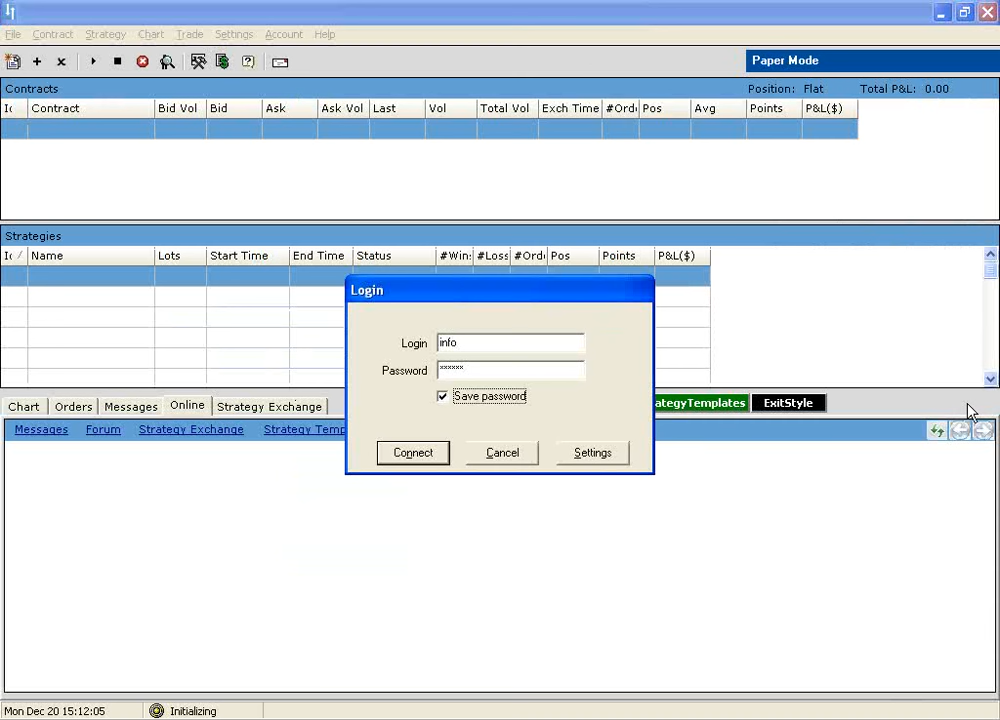 File Contract Strategy Chart Trade Settings Account Help
Paper Mode
Contracts Position: Flat Total P&L: 0.00
Contract Bid Vol Bid Ask Ask Vol Last Vol Total Vol Exch Time #Ord Pos Avg Points P&L($)
Strategies
Name Lots Start Time End Time Status #Win: #Loss #Ord Pos Points P&L($)
Login
Login info
Password ******
Save password
Connect Cancel Settings
Chart Orders Messages Online Strategy Exchange ategyTemplates ExitStyle
Messages Forum Strategy Exchange Strategy Temp
Mon Dec 20 15:12:05 Initializing